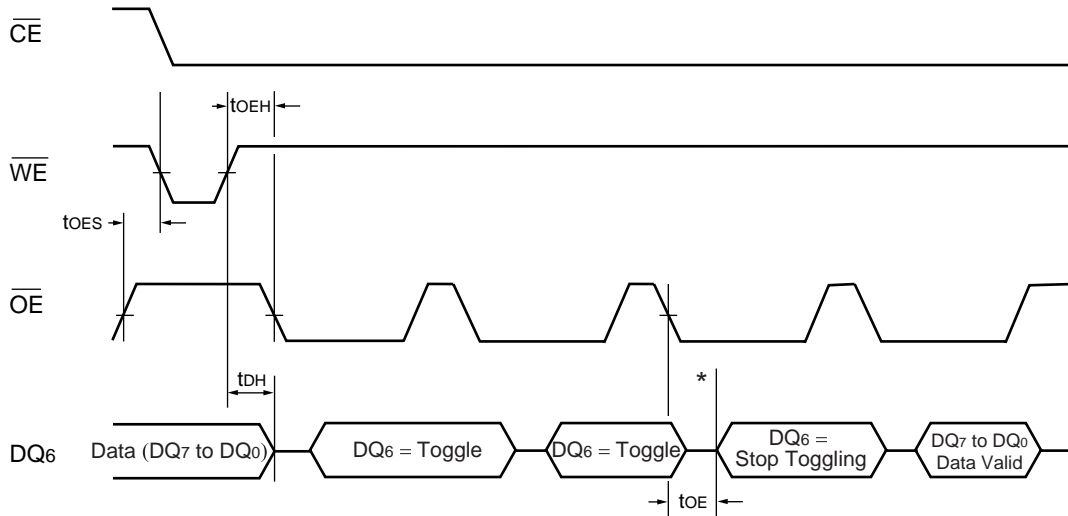 CE
tOEH
WE
tOES
OE
tDH
*
DQ6
Data (DQ7 to DQ0)
DQ6 = Toggle
DQ6 = Toggle
DQ6 =
Stop Toggling
DQ7 to DQ0
Data Valid
tOE